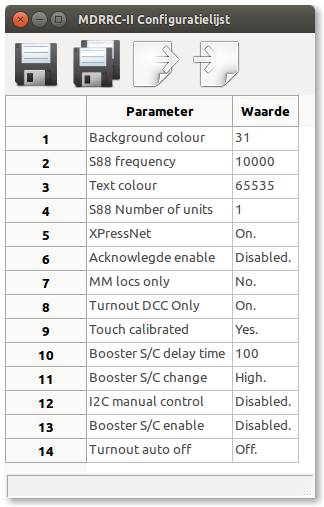 MDRRC-II Configuratielijst
Parameter Waarde
1 Background colour 31
2 S88 frequency 10000
3 Text colour 65535
4 S88 Number of units 1
5 XPressNet On.
6 Acknowlegde enable Disabled.
7 MM locs only No.
8 Turnout DCC Only On.
9 Touch calibrated Yes.
10 Booster S/C delay time 100
11 Booster S/C change High.
12 I2C manual control Disabled.
13 Booster S/C enable Disabled.
14 Turnout auto off Off.